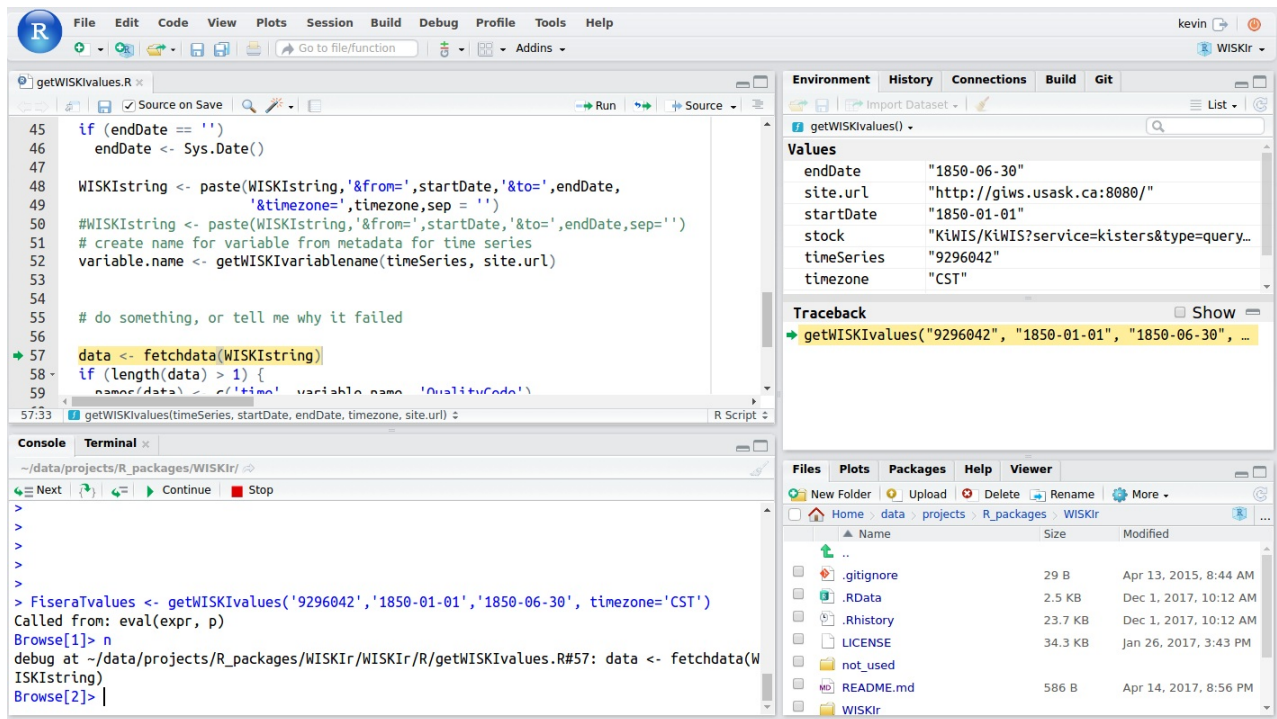 R File Edit Code View Plots Session Build Debug Profile Tools Help kevin
Go to file/function Addins WISKIr
getWISKIvalues.R
Source on Save Run Source
45 if (endDate == '')
46 endDate <- Sys.Date()
47
48 WISKIstring <- paste(WISKIstring,'&from=',startDate,'&to=',endDate,
49 '&timezone=',timezone,sep = '')
50 #WISKIstring <- paste(WISKIstring,'&from=',startDate,'&to=',endDate,sep='')
51 # create name for variable from metadata for time series
52 variable.name <- getWISKIvariablename(timeSeries, site.url)
53
54
55 # do something, or tell me why it failed
56
57 data <- fetchdata(WISKIstring)
58 if (length(data) > 1) {
59 names(data) <- c('time', variable.name, 'QualityCode')
57:33 getWISKIvalues(timeSeries, startDate, endDate, timezone, site.url) R Script
Console Terminal
~/data/projects/R_packages/WISKIr/
Next Continue Stop
>
>
>
>
>
> FiseraTvalues <- getWISKIvalues('9296042','1850-01-01','1850-06-30', timezone='CST')
Called from: eval(expr, p)
Browse[1]> n
debug at ~/data/projects/R_packages/WISKIr/WISKIr/R/getWISKIvalues.R#57: data <- fetchdata(W
ISKIstring)
Browse[2]>
Environment History Connections Build Git
Import Dataset List
getWISKIvalues()
Values
endDate "1850-06-30"
site.url "http://giws.usask.ca:8080/"
startDate "1850-01-01"
stock "KiWIS/KiWIS?service=kisters&type=query…
timeSeries "9296042"
timezone "CST"
Traceback Show
getWISKIvalues("9296042", "1850-01-01", "1850-06-30", …
Files Plots Packages Help Viewer
New Folder Upload Delete Rename More
Home data projects R_packages WISKIr ...
Name Size Modified
..
.gitignore 29 B Apr 13, 2015, 8:44 AM
.RData 2.5 KB Dec 1, 2017, 10:12 AM
.Rhistory 23.7 KB Dec 1, 2017, 10:12 AM
LICENSE 34.3 KB Jan 26, 2017, 3:43 PM
not_used
README.md 586 B Apr 14, 2017, 8:56 PM
WISKIr